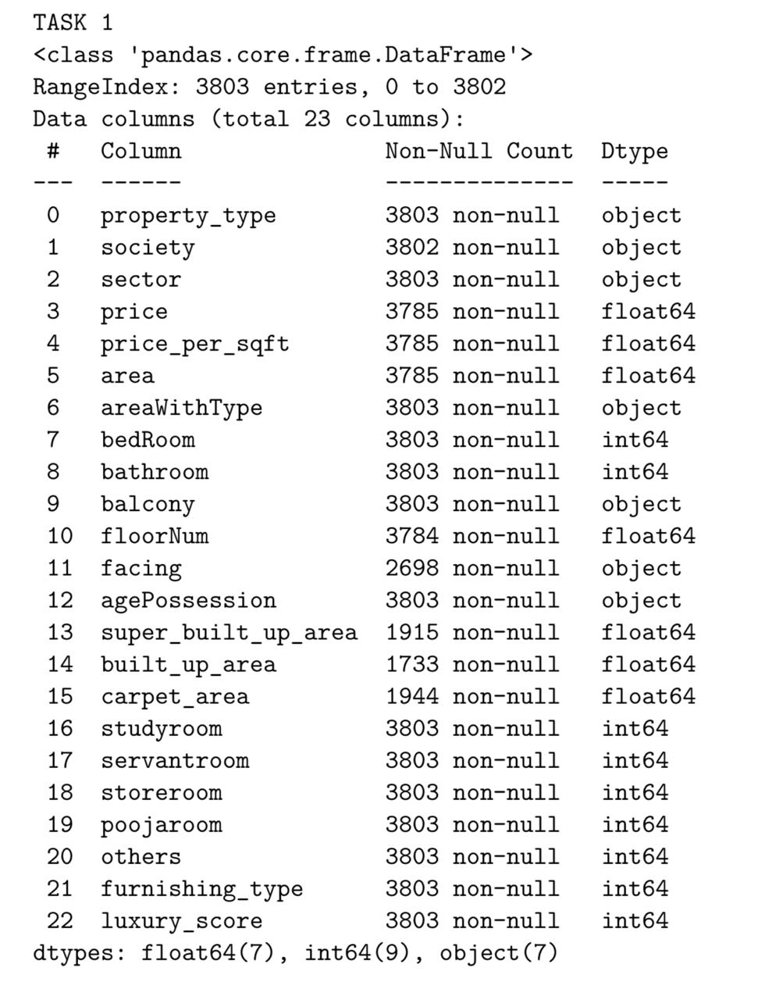 TASK 1
<class 'pandas.core.frame.DataFrame'>
RangeIndex: 3803 entries, 0 to 3802
Data columns (total 23 columns):
 #   Column               Non-Null Count  Dtype
---  ------               --------------  -----
 0   property_type        3803 non-null   object
 1   society              3802 non-null   object
 2   sector               3803 non-null   object
 3   price                3785 non-null   float64
 4   price_per_sqft       3785 non-null   float64
 5   area                 3785 non-null   float64
 6   areaWithType         3803 non-null   object
 7   bedRoom              3803 non-null   int64
 8   bathroom             3803 non-null   int64
 9   balcony              3803 non-null   object
 10  floorNum             3784 non-null   float64
 11  facing               2698 non-null   object
 12  agePossession        3803 non-null   object
 13  super_built_up_area  1915 non-null   float64
 14  built_up_area        1733 non-null   float64
 15  carpet_area          1944 non-null   float64
 16  studyroom            3803 non-null   int64
 17  servantroom          3803 non-null   int64
 18  storeroom            3803 non-null   int64
 19  poojaroom            3803 non-null   int64
 20  others               3803 non-null   int64
 21  furnishing_type      3803 non-null   int64
 22  luxury_score         3803 non-null   int64
dtypes: float64(7), int64(9), object(7)